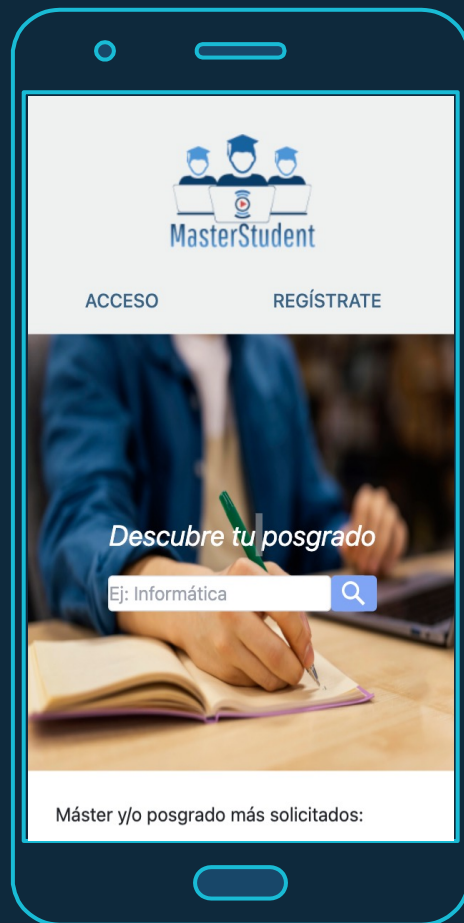 MasterStudent
ACCESO REGÍSTRATE
Descubre tu posgrado
Ej: Informática
Máster y/o posgrado más solicitados: